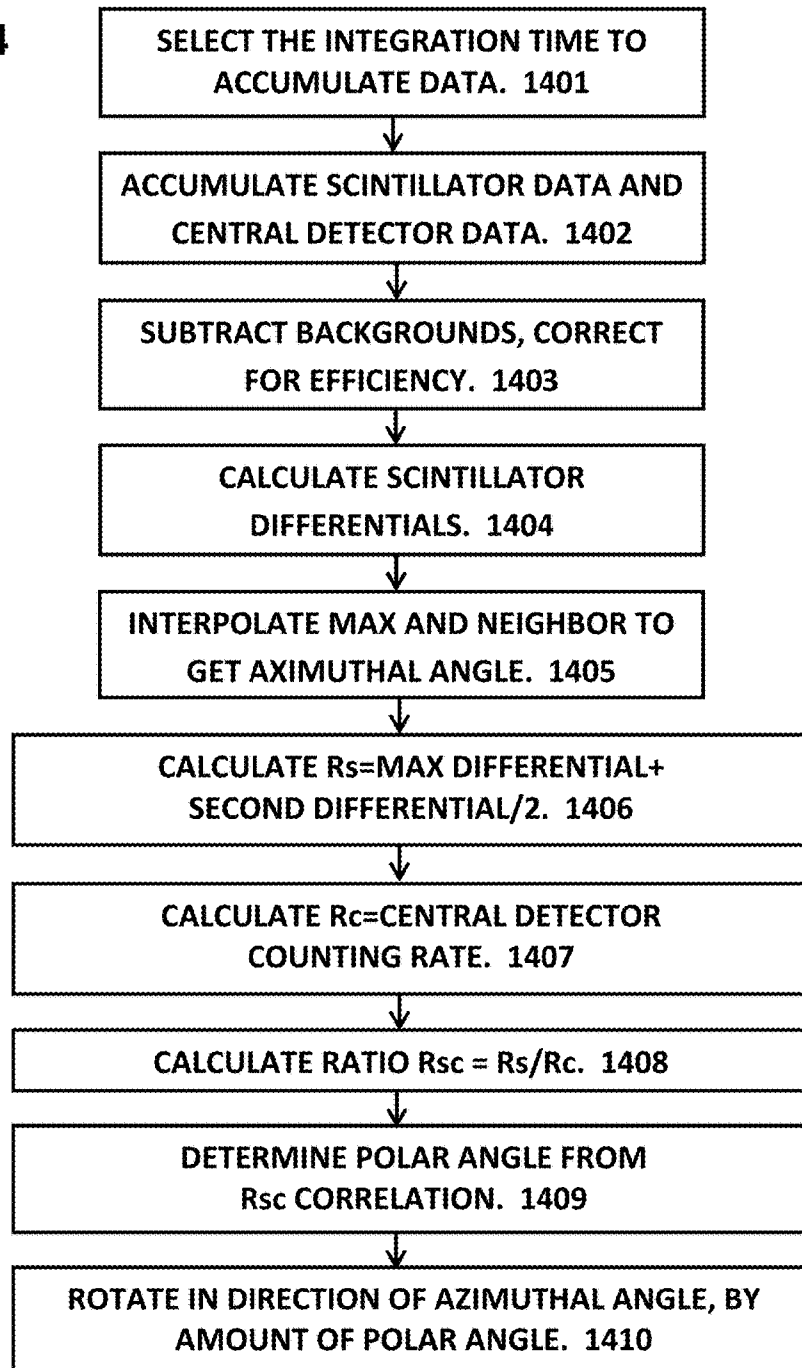 4
SELECT THE INTEGRATION TIME TO
ACCUMULATE DATA. 1401
ACCUMULATE SCINTILLATOR DATA AND
CENTRAL DETECTOR DATA. 1402
SUBTRACT BACKGROUNDS, CORRECT
FOR EFFICIENCY. 1403
CALCULATE SCINTILLATOR
DIFFERENTIALS. 1404
INTERPOLATE MAX AND NEIGHBOR TO
GET AXIMUTHAL ANGLE. 1405
CALCULATE Rs=MAX DIFFERENTIAL+
SECOND DIFFERENTIAL/2. 1406
CALCULATE Rc=CENTRAL DETECTOR
COUNTING RATE. 1407
CALCULATE RATIO Rsc = Rs/Rc. 1408
DETERMINE POLAR ANGLE FROM
Rsc CORRELATION. 1409
ROTATE IN DIRECTION OF AZIMUTHAL ANGLE, BY
AMOUNT OF POLAR ANGLE. 1410